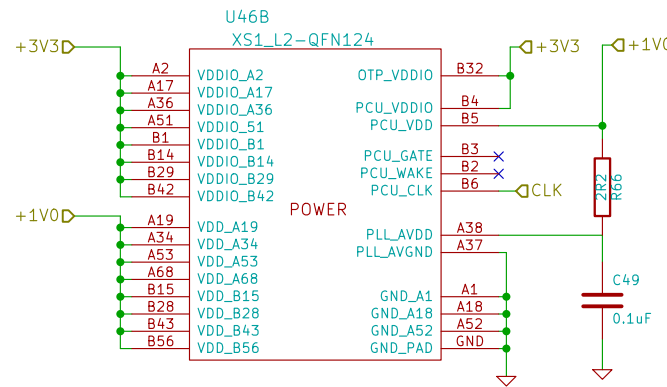 U46B
XS1_L2-QFN124
+3V3
+3V3
+1V0
A2 VDDIO_A2
A17 VDDIO_A17
A36 VDDIO_A36
A51 VDDIO_51
B1 VDDIO_B1
B14 VDDIO_B14
B29 VDDIO_B29
B42 VDDIO_B42
OTP_VDDIO B32
PCU_VDDIO B4
PCU_VDD B5
PCU_GATE B3
PCU_WAKE B2
PCU_CLK B6
CLK
2R2
R66
POWER
+1V0
A19 VDD_A19
A34 VDD_A34
A53 VDD_A53
A68 VDD_A68
B15 VDD_B15
B28 VDD_B28
B43 VDD_B43
B56 VDD_B56
PLL_AVDD A38
PLL_AVGND A37
GND_A1 A1
GND_A18 A18
GND_A52 A52
GND_PAD GND
C49
0.1uF